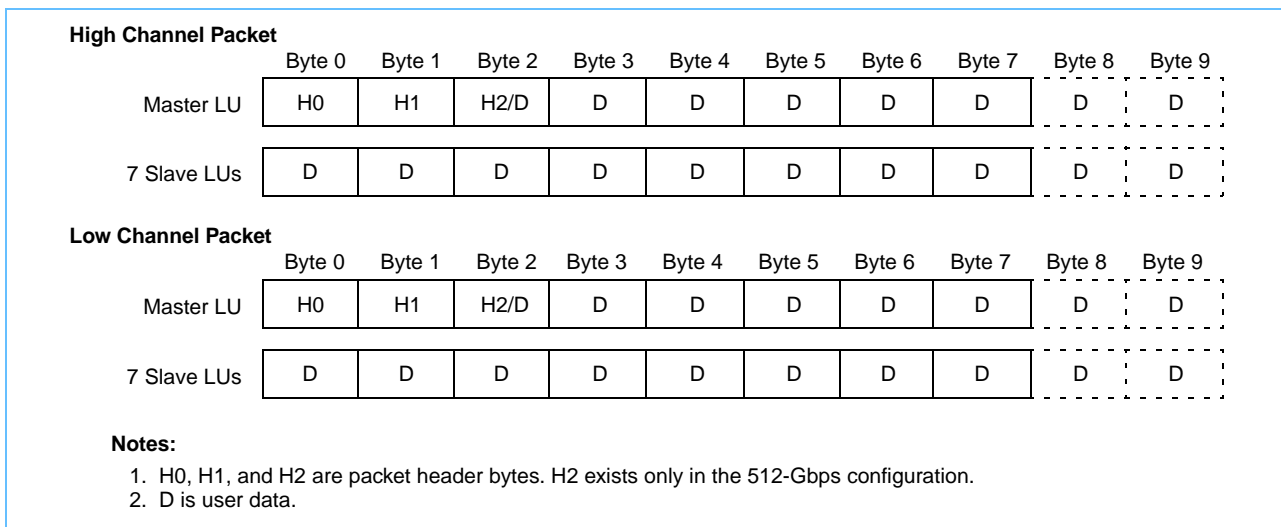 High Channel Packet
Byte 0 Byte 1 Byte 2 Byte 3 Byte 4 Byte 5 Byte 6 Byte 7 Byte 8 Byte 9
Master LU H0 H1 H2/D D D D D D D D
7 Slave LUs D D D D D D D D D D
Low Channel Packet
Byte 0 Byte 1 Byte 2 Byte 3 Byte 4 Byte 5 Byte 6 Byte 7 Byte 8 Byte 9
Master LU H0 H1 H2/D D D D D D D D
7 Slave LUs D D D D D D D D D D
Notes:
1. H0, H1, and H2 are packet header bytes. H2 exists only in the 512-Gbps configuration.
2. D is user data.